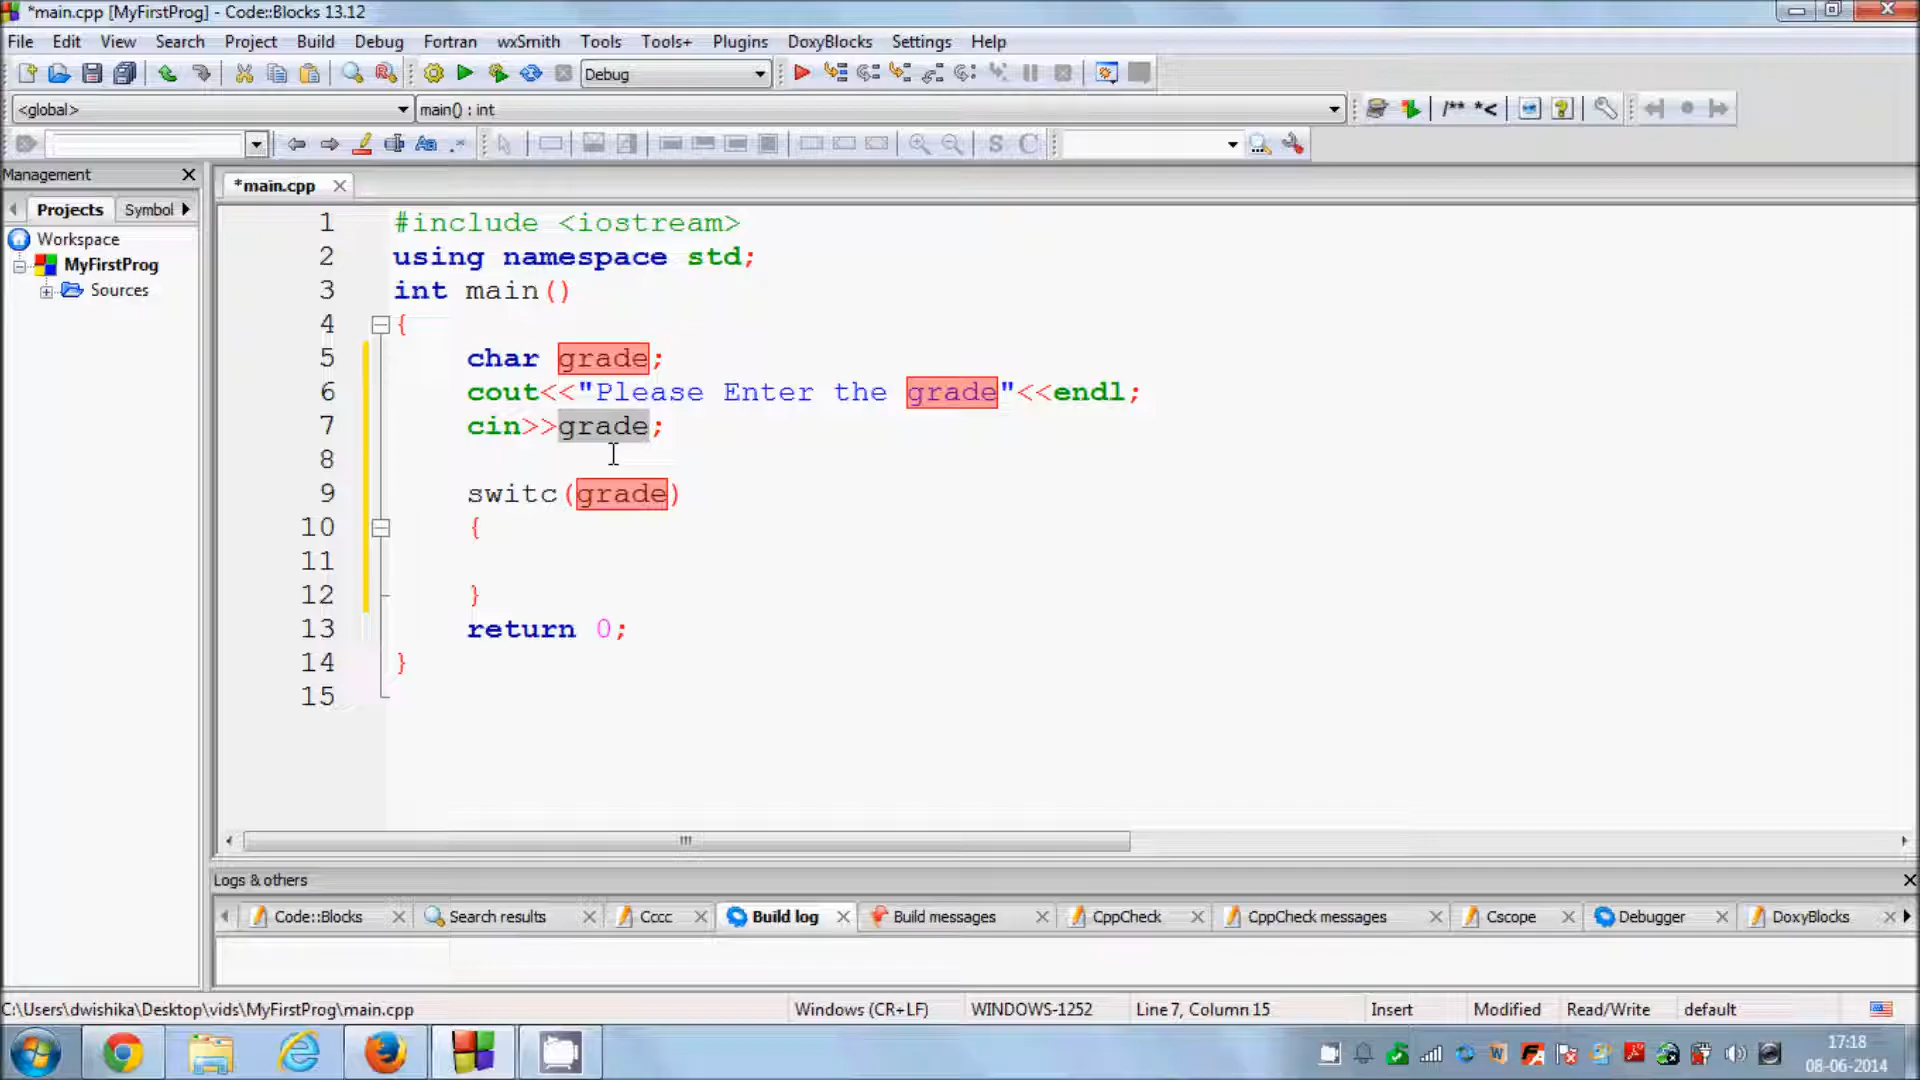 *main.cpp [MyFirstProg] - Code::Blocks 13.12
File Edit View Search Project Build Debug Fortran wxSmith Tools Tools+ Plugins DoxyBlocks Settings Help
Debug
<global> main() : int /** *<
S C
Management
*main.cpp
Projects Symbol
Workspace
MyFirstProg
Sources
1 #include <iostream>
2 using namespace std;
3 int main()
4 {
5 char grade;
6 cout<<"Please Enter the grade"<<endl;
7 cin>>grade;
8
9 switc(grade)
10 {
11
12 }
13 return 0;
14 }
15
Logs & others
Code::Blocks Search results Cccc Build log Build messages CppCheck CppCheck messages Cscope Debugger DoxyBlocks
C:\Users\dwishika\Desktop\vids\MyFirstProg\main.cpp Windows (CR+LF) WINDOWS-1252 Line 7, Column 15 Insert Modified Read/Write default
17:18
08-06-2014